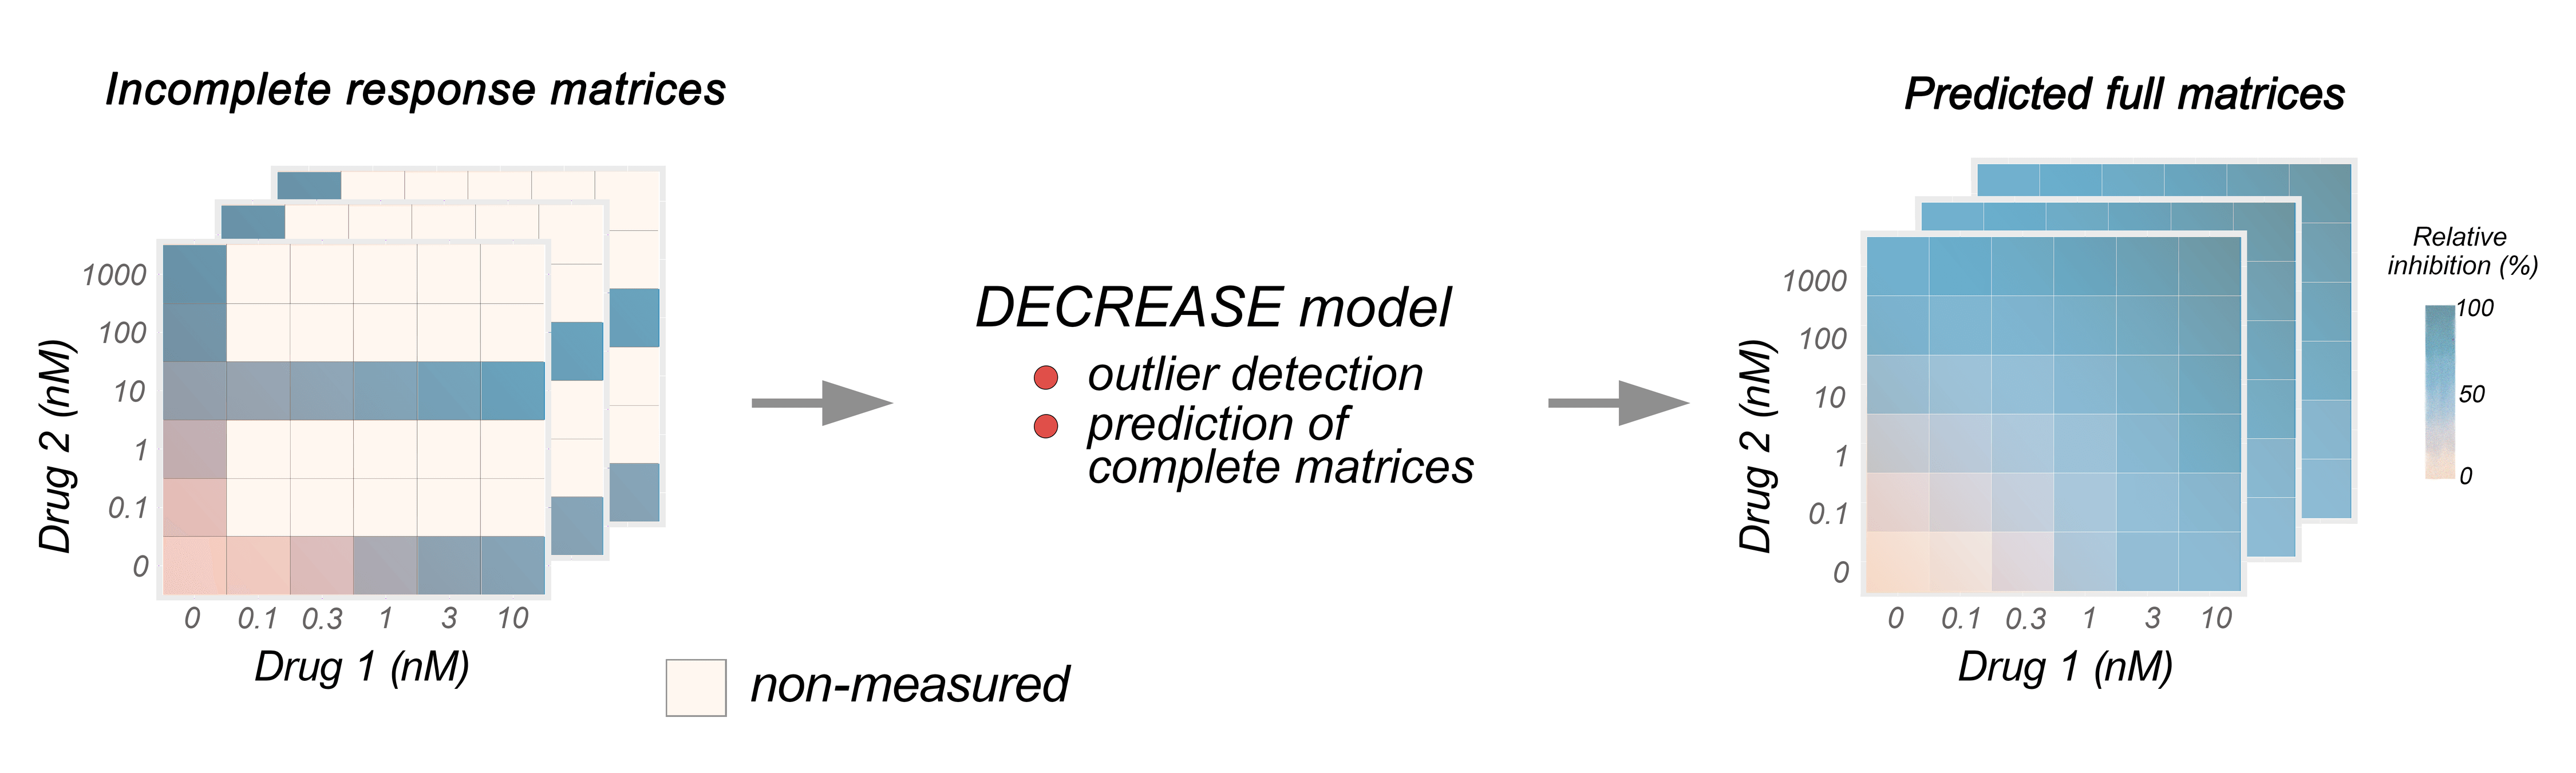 Incomplete response matrices
Predicted full matrices
Drug 2 (nM)
1000
100
10
1
0.1
0
0 0.1 0.3 1 3 10
Drug 1 (nM)
non-measured
DECREASE model
outlier detection
prediction of
complete matrices
Drug 2 (nM)
1000
100
10
1
0.1
0
0 0.1 0.3 1 3 10
Drug 1 (nM)
Relative
inhibition (%)
100
50
0